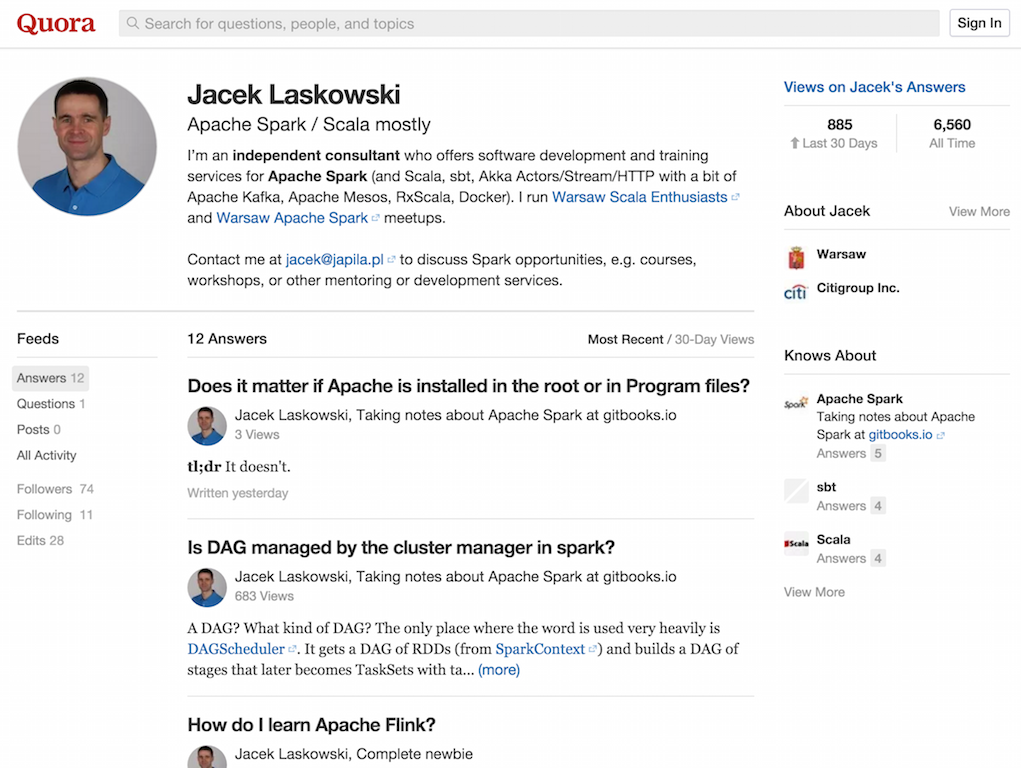 Quora
Search for questions, people, and topics
Sign In
Jacek Laskowski
Apache Spark / Scala mostly
I'm an independent consultant who offers software development and training
services for Apache Spark (and Scala, sbt, Akka Actors/Stream/HTTP with a bit of
Apache Kafka, Apache Mesos, RxScala, Docker). I run Warsaw Scala Enthusiasts
and Warsaw Apache Spark meetups.
Contact me at jacek@japila.pl to discuss Spark opportunities, e.g. courses,
workshops, or other mentoring or development services.
Views on Jacek's Answers
885
Last 30 Days
6,560
All Time
About Jacek
View More
Warsaw
citi
Citigroup Inc.
Feeds
Answers 12
Questions 1
Posts 0
All Activity
Followers 74
Following 11
Edits 28
12 Answers
Most Recent / 30-Day Views
Does it matter if Apache is installed in the root or in Program files?
Jacek Laskowski, Taking notes about Apache Spark at gitbooks.io
3 Views
tl;dr It doesn't.
Written yesterday
Is DAG managed by the cluster manager in spark?
Jacek Laskowski, Taking notes about Apache Spark at gitbooks.io
683 Views
A DAG? What kind of DAG? The only place where the word is used very heavily is
DAGScheduler. It gets a DAG of RDDs (from SparkContext) and builds a DAG of
stages that later becomes TaskSets with ta... (more)
How do I learn Apache Flink?
Jacek Laskowski, Complete newbie
Knows About
Spark
Apache Spark
Taking notes about Apache
Spark at gitbooks.io
Answers 5
sbt
Answers 4
Scala
Scala
Answers 4
View More